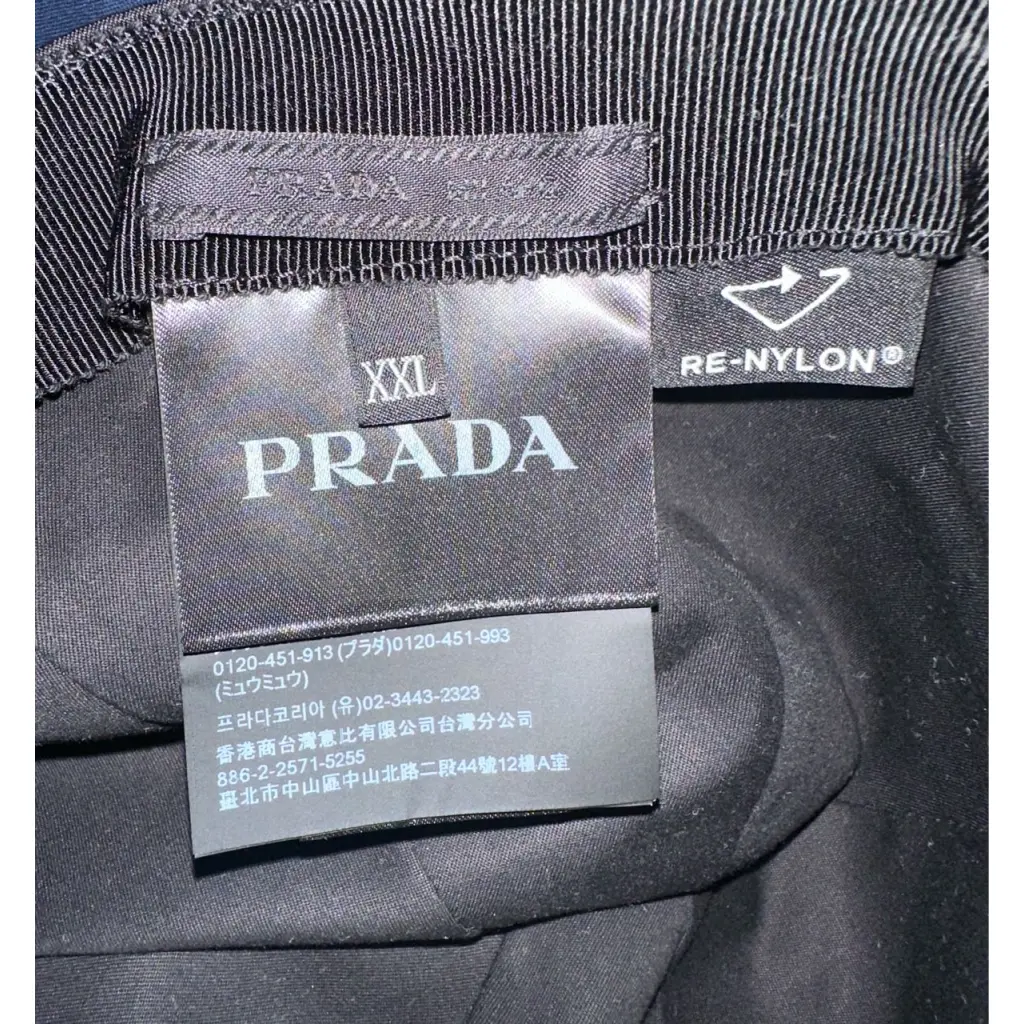 PRADA
RE-NYLON®
XXL
PRADA
0120-451-913 (プラダ)0120-451-993
(ミュウミュウ)
프라다코리아 (유)02-3443-2323
香港商台灣意比有限公司台灣分公司
886-2-2571-5255
臺北市中山區中山北路二段44號12樓A室